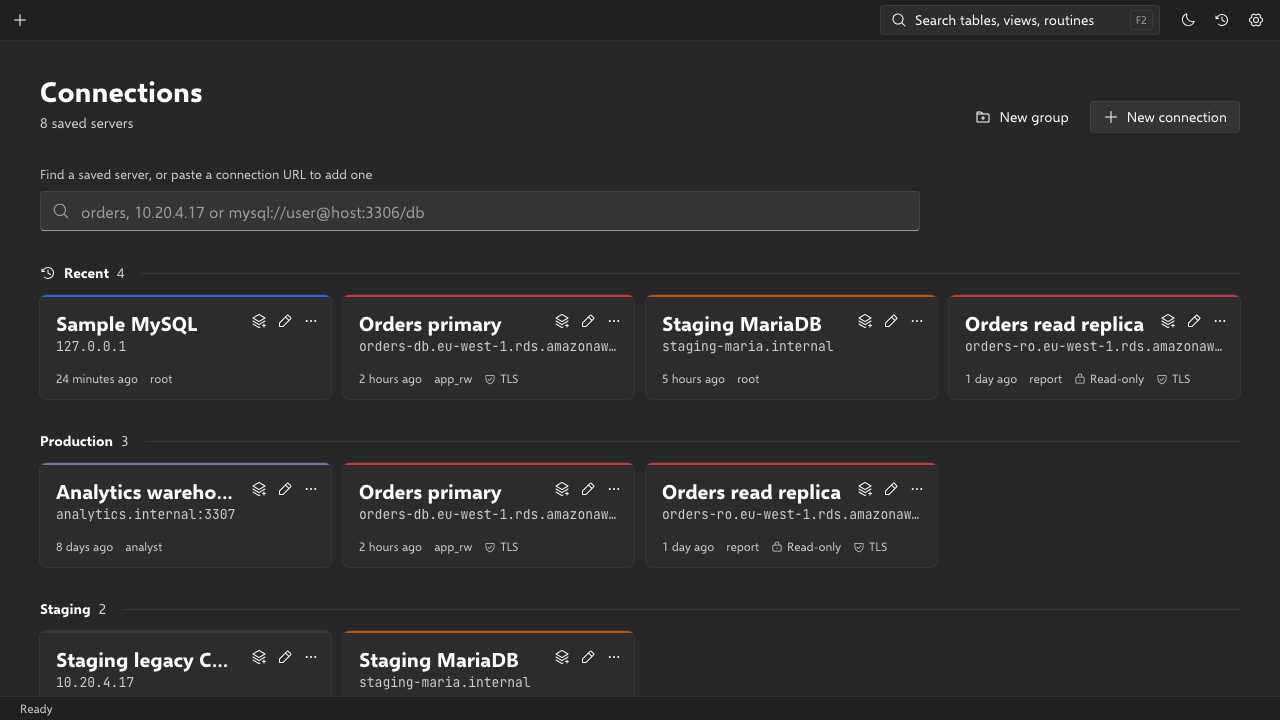 Search tables, views, routines F2
Connections
8 saved servers
New group
New connection
Find a saved server, or paste a connection URL to add one
orders, 10.20.4.17 or mysql://user@host:3306/db
Recent 4
Sample MySQL
127.0.0.1
24 minutes ago root
Orders primary
orders-db.eu-west-1.rds.amazonaw…
2 hours ago app_rw TLS
Staging MariaDB
staging-maria.internal
5 hours ago root
Orders read replica
orders-ro.eu-west-1.rds.amazonaw…
1 day ago report Read-only TLS
Production 3
Analytics wareho…
analytics.internal:3307
8 days ago analyst
Orders primary
orders-db.eu-west-1.rds.amazonaw…
2 hours ago app_rw TLS
Orders read replica
orders-ro.eu-west-1.rds.amazonaw…
1 day ago report Read-only TLS
Staging 2
Staging legacy C…
10.20.4.17
Staging MariaDB
staging-maria.internal
Ready